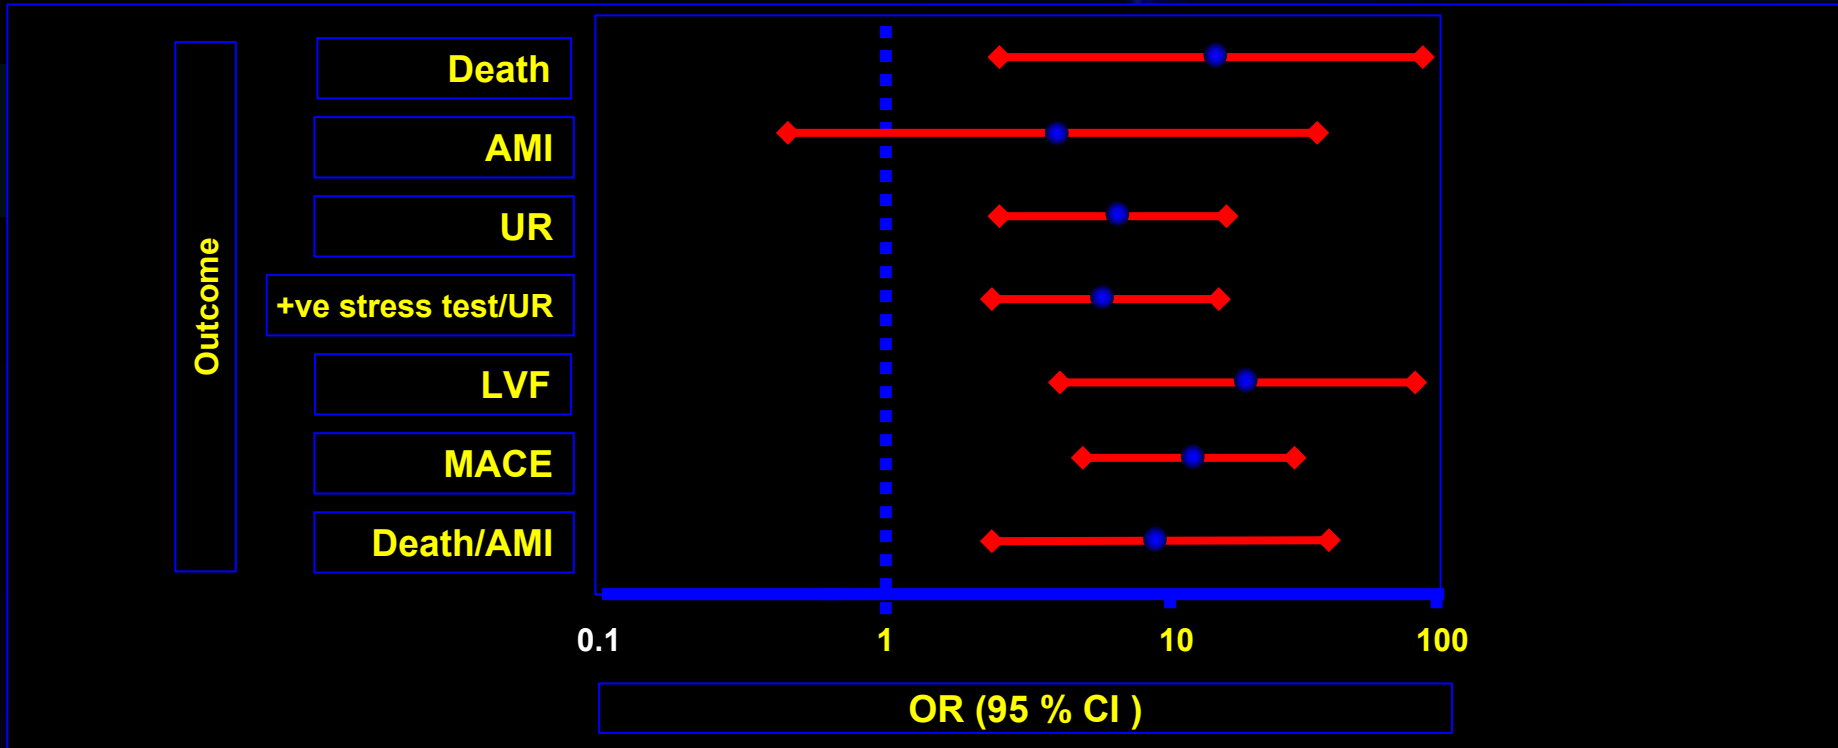 Outcome
Death
AMI
UR
+ve stress test/UR
LVF
MACE
Death/AMI
0.1
1
10
100
OR (95 % CI )